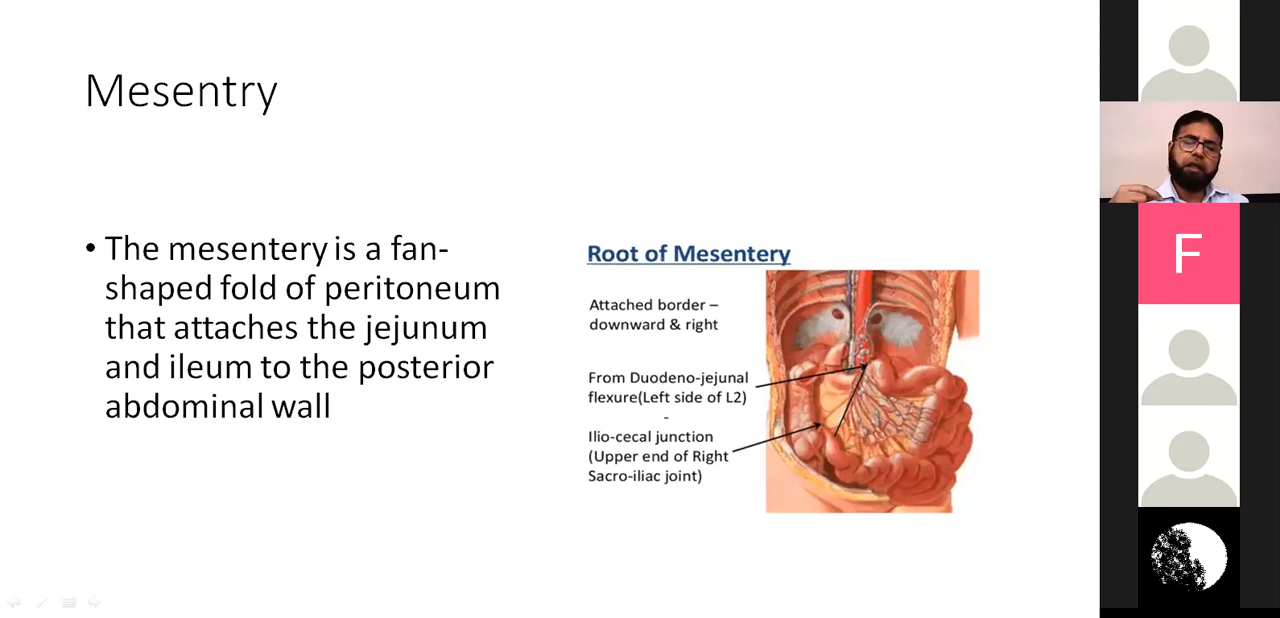 Mesentry
• The mesentery is a fan-
shaped fold of peritoneum
that attaches the jejunum
and ileum to the posterior
abdominal wall
Root of Mesentery
Attached border –
downward & right
From Duodeno-jejunal
flexure(Left side of L2)
-
Ilio-cecal junction
(Upper end of Right
Sacro-iliac joint)
F